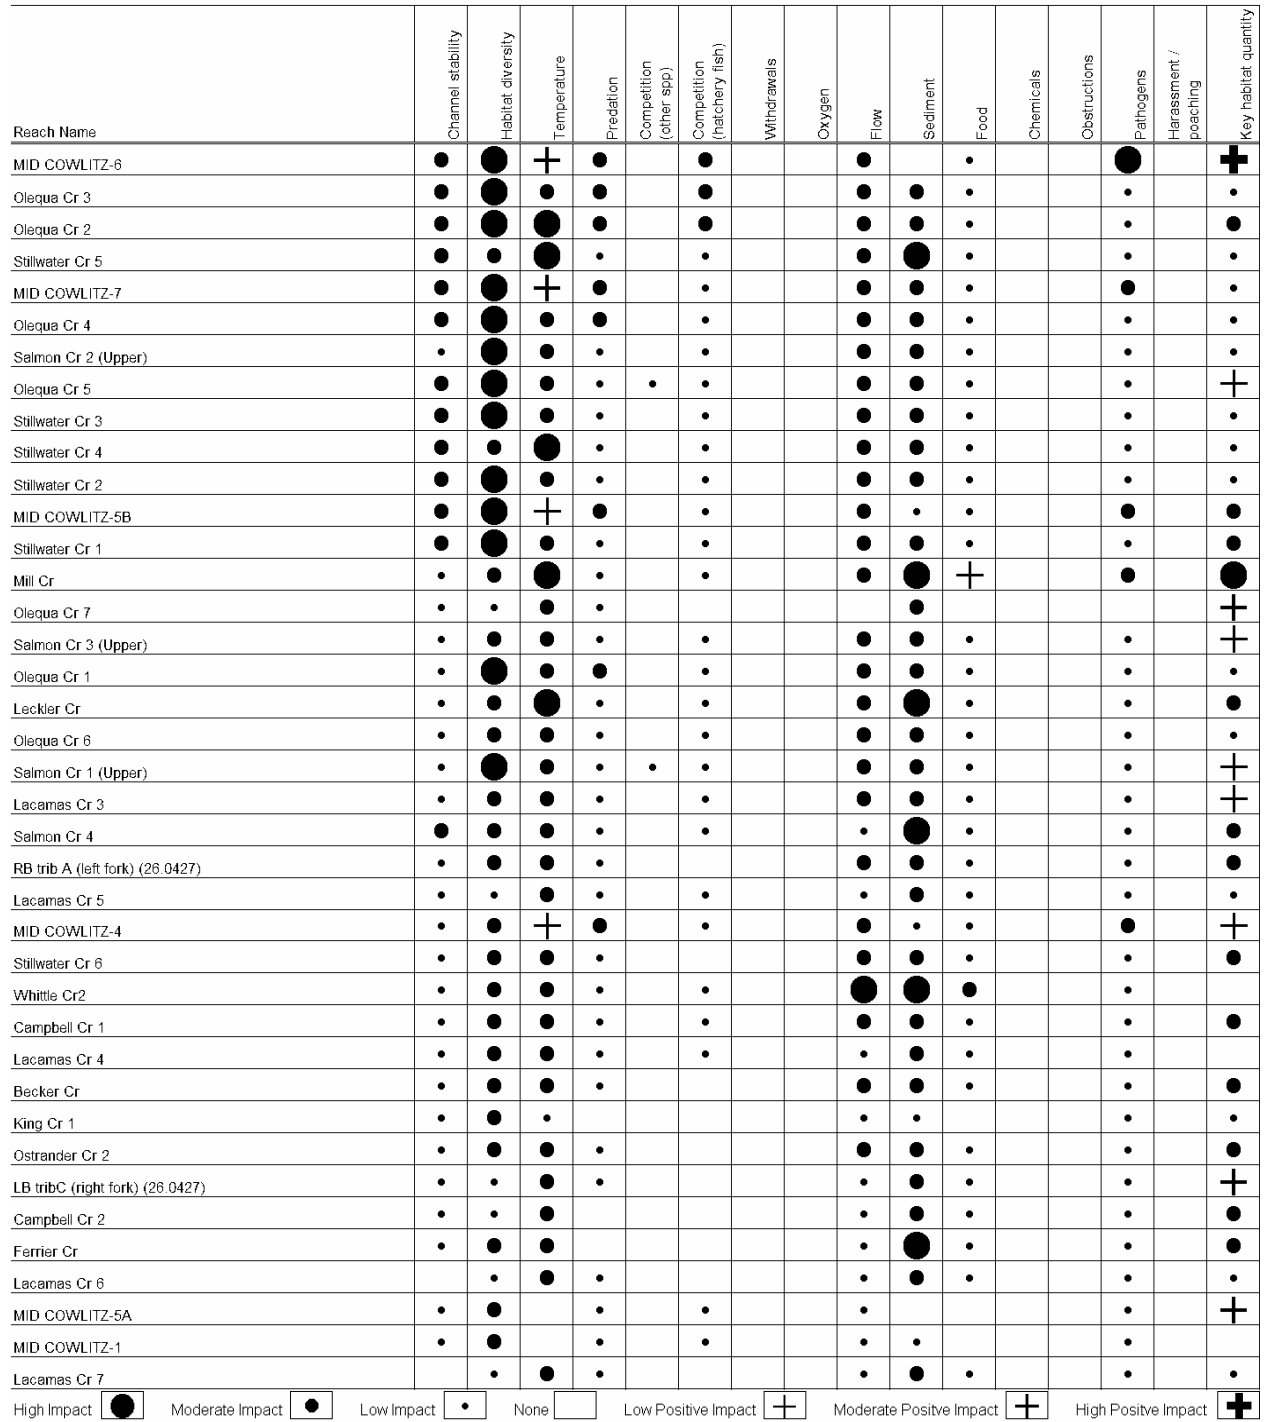 Reach Name
Channel stability
Habitat diversity
Temperature
Predation
Competition
(other spp)
Competition
(hatchery fish)
Withdrawals
Oxygen
Flow
Sediment
Food
Chemicals
Obstructions
Pathogens
Harassment /
poaching
Key habitat quantity
MID COWLITZ-6
Olequa Cr 3
Olequa Cr 2
Stillwater Cr 5
MID COWLITZ-7
Olequa Cr 4
Salmon Cr 2 (Upper)
Olequa Cr 5
Stillwater Cr 3
Stillwater Cr 4
Stillwater Cr 2
MID COWLITZ-5B
Stillwater Cr 1
Mill Cr
Olequa Cr 7
Salmon Cr 3 (Upper)
Olequa Cr 1
Leckler Cr
Olequa Cr 6
Salmon Cr 1 (Upper)
Lacamas Cr 3
Salmon Cr 4
RB trib A (left fork) (26.0427)
Lacamas Cr 5
MID COWLITZ-4
Stillwater Cr 6
Whittle Cr2
Campbell Cr 1
Lacamas Cr 4
Becker Cr
King Cr 1
Ostrander Cr 2
LB tribC (right fork) (26.0427)
Campbell Cr 2
Ferrier Cr
Lacamas Cr 6
MID COWLITZ-5A
MID COWLITZ-1
Lacamas Cr 7
High Impact Moderate Impact Low Impact None Low Positive Impact Moderate Positve Impact High Positve Impact